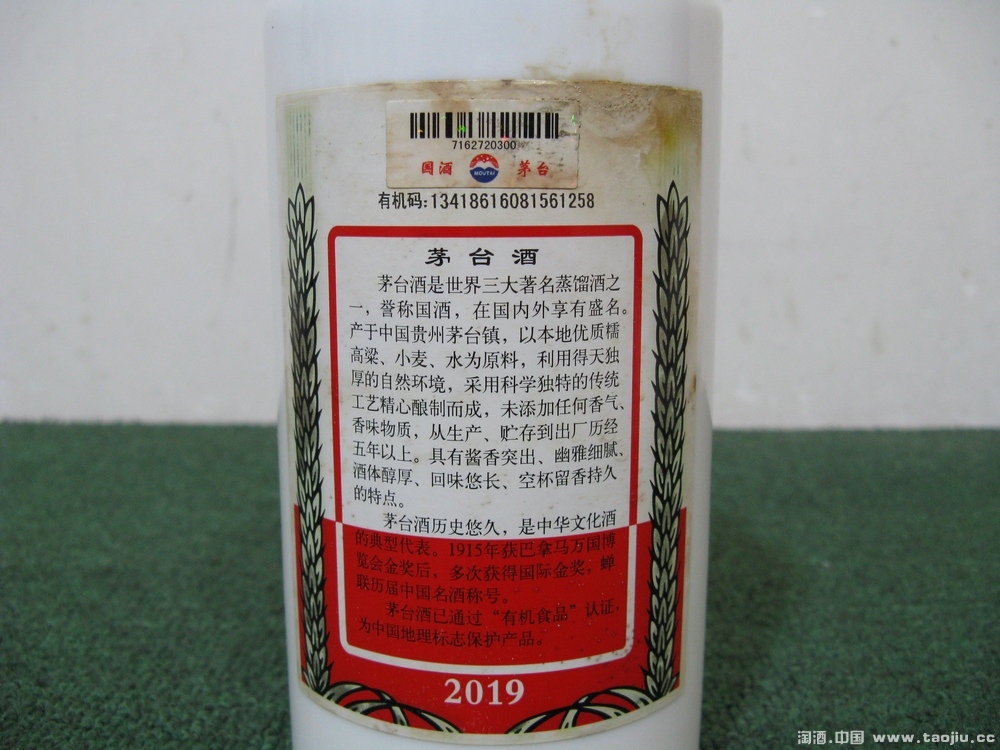 7162720300
国酒 MOUTAI 茅台
有机码:13418616081561258
茅台酒
茅台酒是世界三大著名蒸馏酒之
一，誉称国酒，在国内外享有盛名。
产于中国贵州茅台镇，以本地优质糯
高粱、小麦、水为原料，利用得天独
厚的自然环境，采用科学独特的传统
工艺精心酿制而成，未添加任何香气、
香味物质，从生产、贮存到出厂历经
五年以上。具有酱香突出、幽雅细腻、
酒体醇厚、回味悠长、空杯留香持久
的特点。
茅台酒历史悠久，是中华文化酒
的典型代表。1915年获巴拿马万国博
览会金奖后，多次获得国际金奖，蝉
联历届中国名酒称号。
茅台酒已通过“有机食品”认证，
为中国地理标志保护产品。
2019
淘酒.中国 www.taojiu.cc